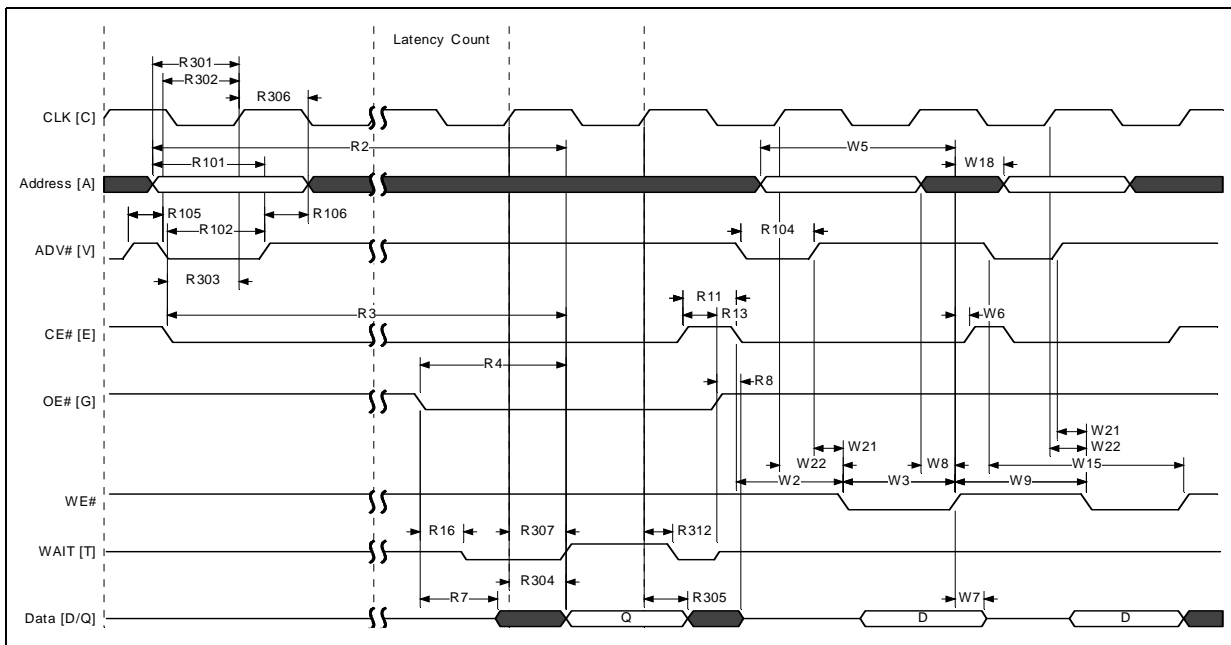 Latency Count
R301
R302
R306
CLK [C]
R2
W5
R101
W18
Address [A]
R105
R106
R102
R104
ADV# [V]
R303
R11
R3
R13
W6
CE# [E]
R4
R8
OE# [G]
W21
W21
W22
W22
W8
W15
W2
W3
W9
WE#
R16
R307
R312
WAIT [T]
R304
R7
R305
W7
Data [D/Q]
Q
D
D